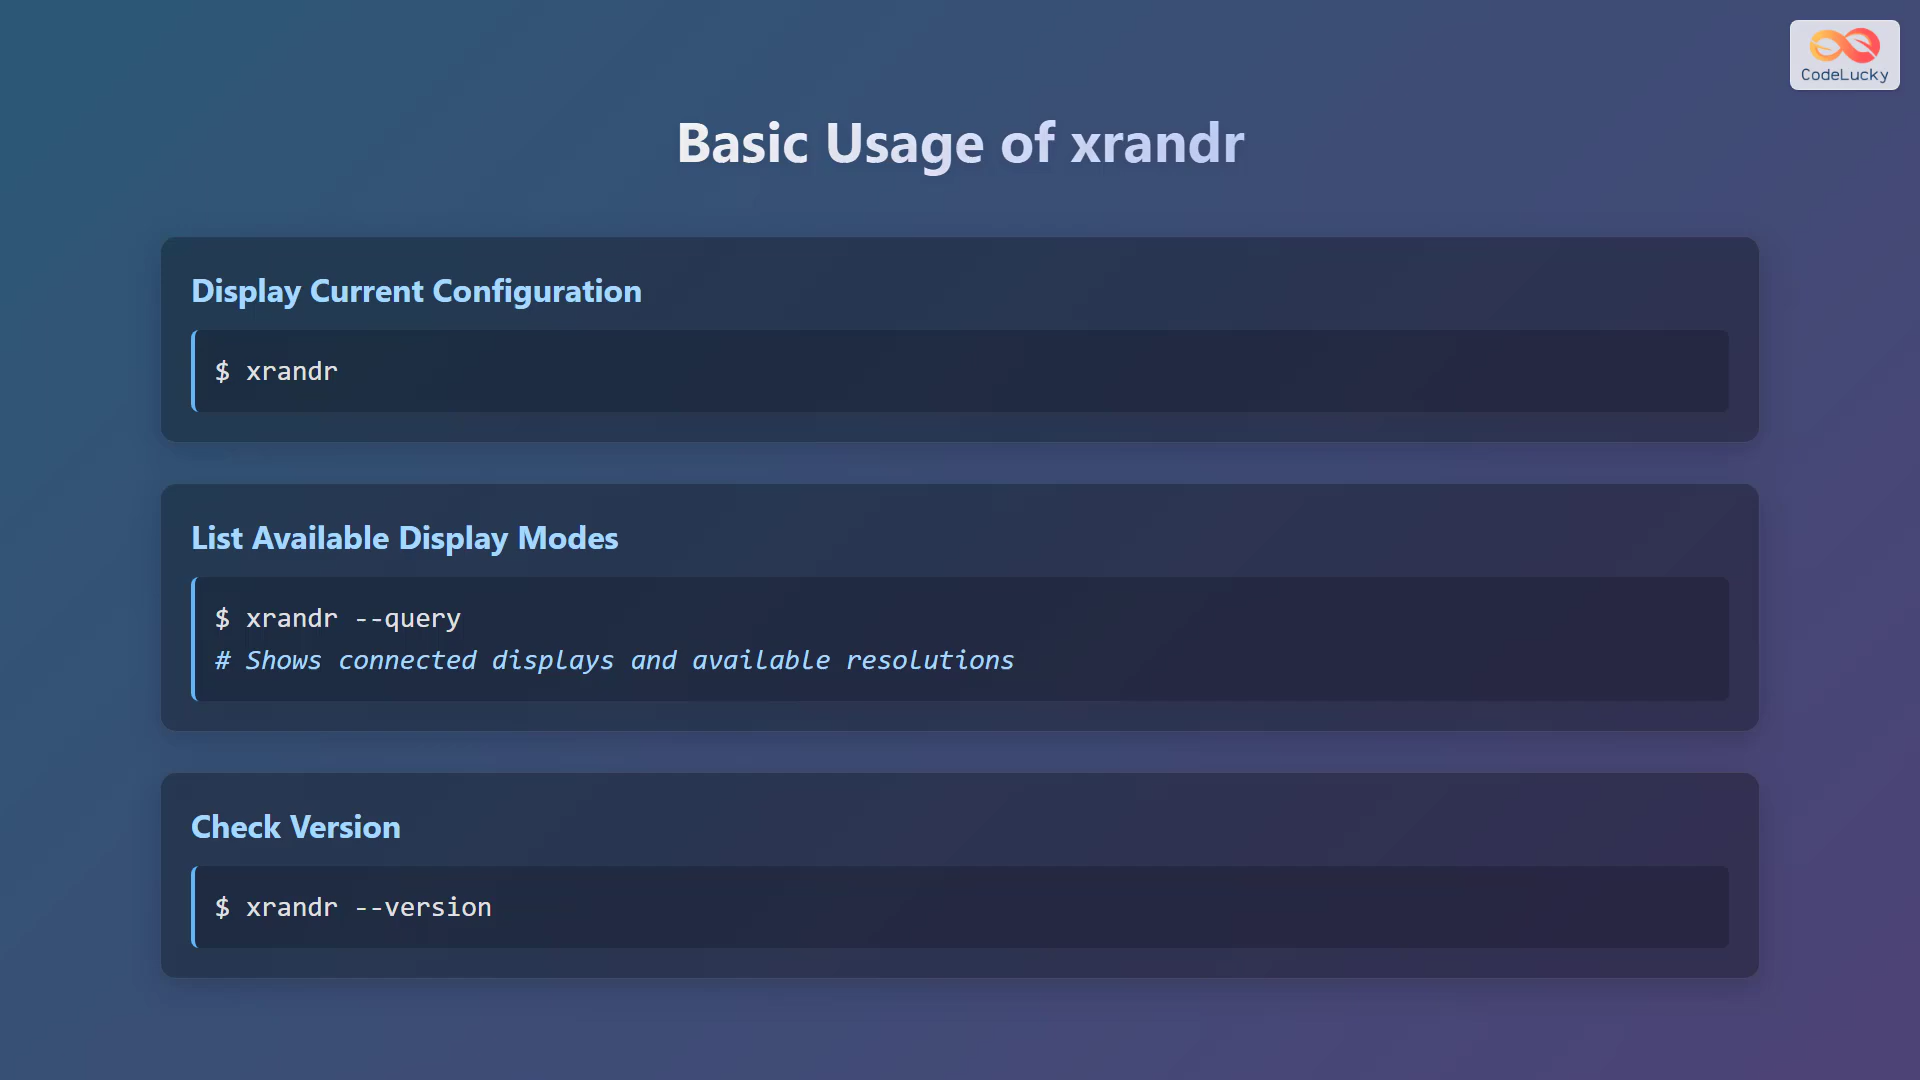 CodeLucky
Basic Usage of xrandr
Display Current Configuration
$ xrandr
List Available Display Modes
$ xrandr --query
# Shows connected displays and available resolutions
Check Version
$ xrandr --version